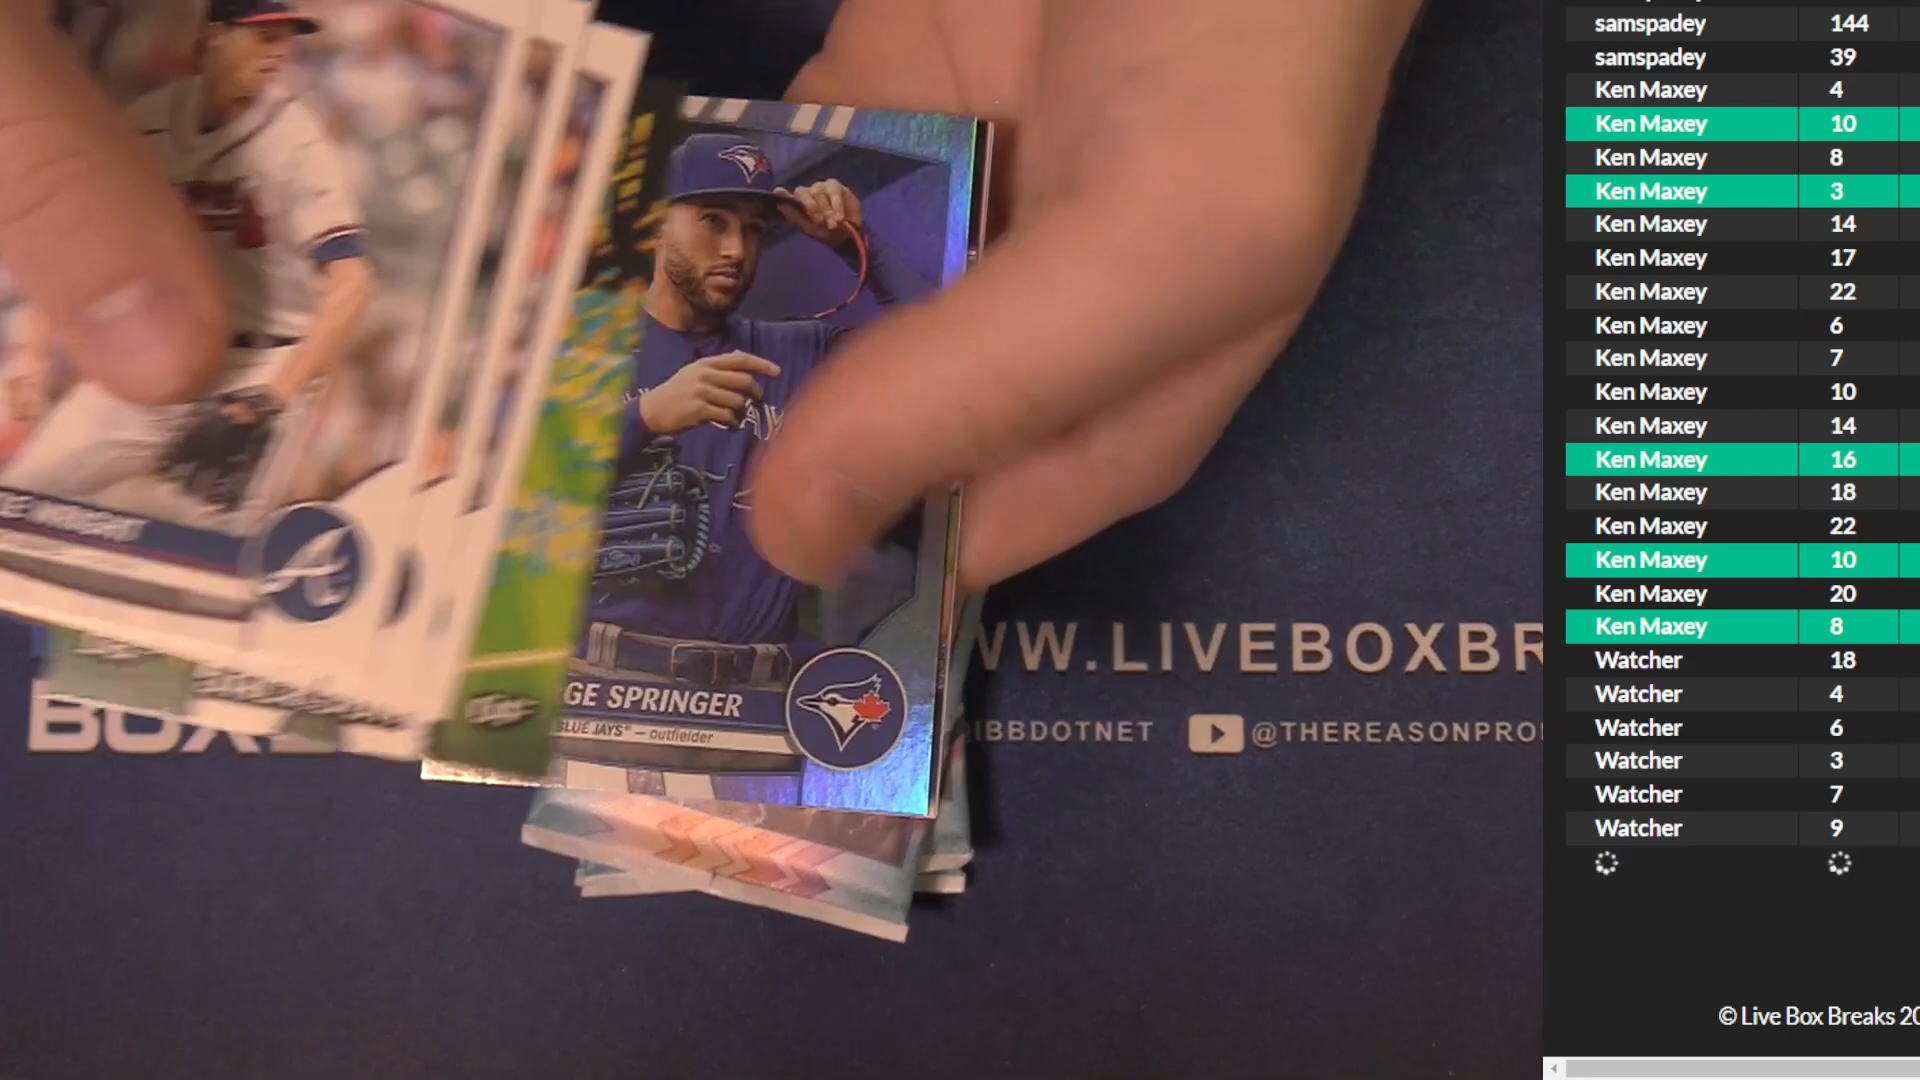 samspadey 144
samspadey 39
Ken Maxey 4
Ken Maxey 10
Ken Maxey 8
Ken Maxey 3
Ken Maxey 14
Ken Maxey 17
Ken Maxey 22
Ken Maxey 6
Ken Maxey 7
Ken Maxey 10
Ken Maxey 14
Ken Maxey 16
Ken Maxey 18
Ken Maxey 22
Ken Maxey 10
Ken Maxey 20
Ken Maxey 8
Watcher 18
Watcher 4
Watcher 6
Watcher 3
Watcher 7
Watcher 9
© Live Box Breaks 20
GE SPRINGER
BLUE JAYS® — outfielder
WRIGHT
A
WW.LIVEBOXBR
IBBDOTNET @THEREASONPRO
BOX